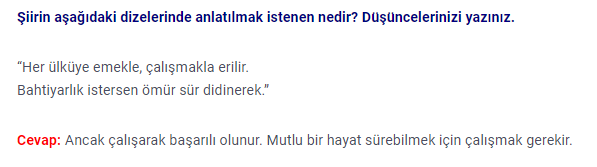 Şiirin aşağıdaki dizelerinde anlatılmak istenen nedir? Düşüncelerinizi yazınız.
“Her ülküye emekle, çalışmakla erilir.
Bahtiyarlık istersen ömür sür didinerek.”
Cevap: Ancak çalışarak başarılı olunur. Mutlu bir hayat sürebilmek için çalışmak gerekir.